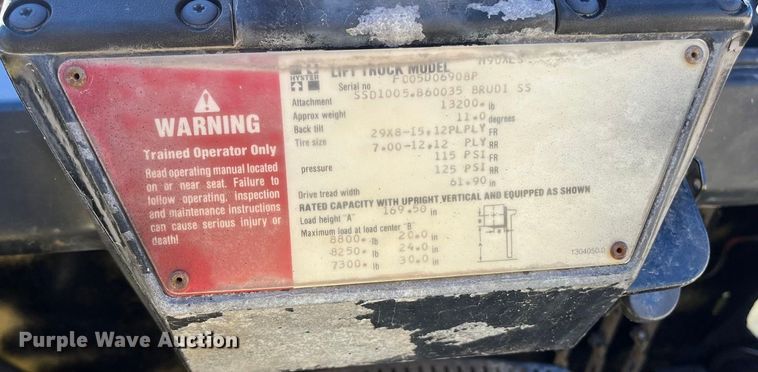 WARNING
Trained Operator Only
Read operating manual located
on or near seat. Failure to
follow operating, inspection
and maintenance instructions
can cause serious injury or
death!
HYSTER
LIFT TRUCK MODEL H90XLS
Serial no F005D06908P
SSD1005.B60035 BRUDI SS
Attachment 13200* lb
Approx weight 11.0 degrees
Back tilt
Tire size 29X8-15.12PLPLY FR
7.00-12.12 PLY RR
115 PSI FR
pressure 125 PSI RR
61.90 in
Drive tread width
RATED CAPACITY WITH UPRIGHT VERTICAL AND EQUIPPED AS SHOWN
Load height "A" 169.50 in
Maximum load at load center "B"
8800* lb 20.0 in
8250* lb 24.0 in
7300* lb 30.0 in
1304050.0
Purple Wave Auction